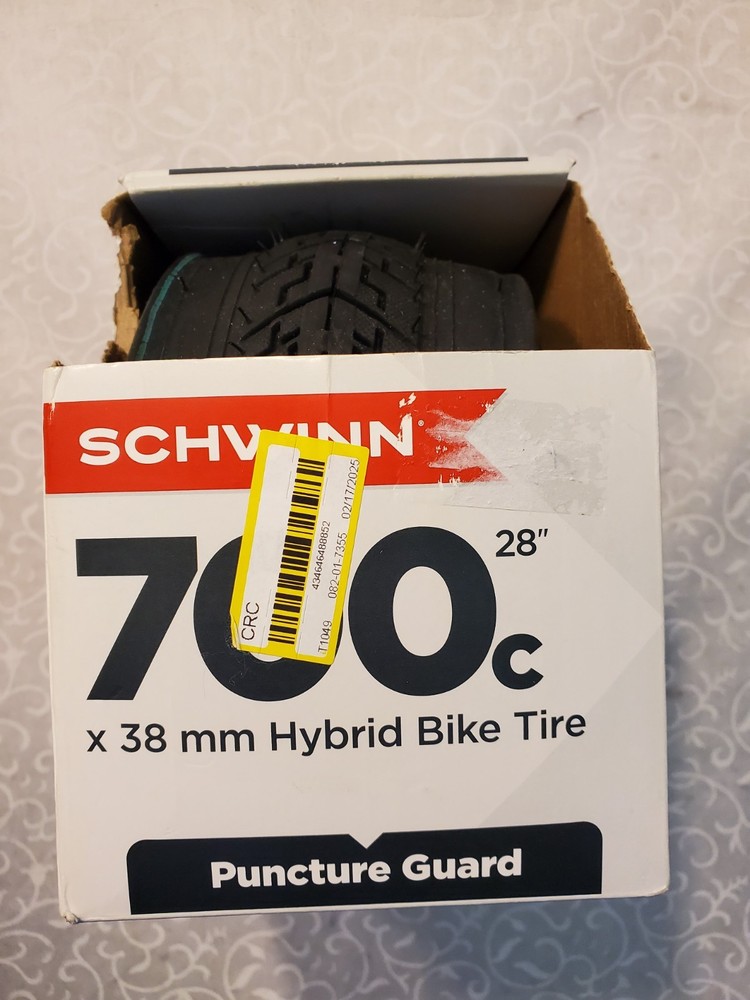 SCHWINN®
CRC
434646488852
T1049 082-01-7355 02/17/2025
28"
700c
x 38 mm Hybrid Bike Tire
Puncture Guard